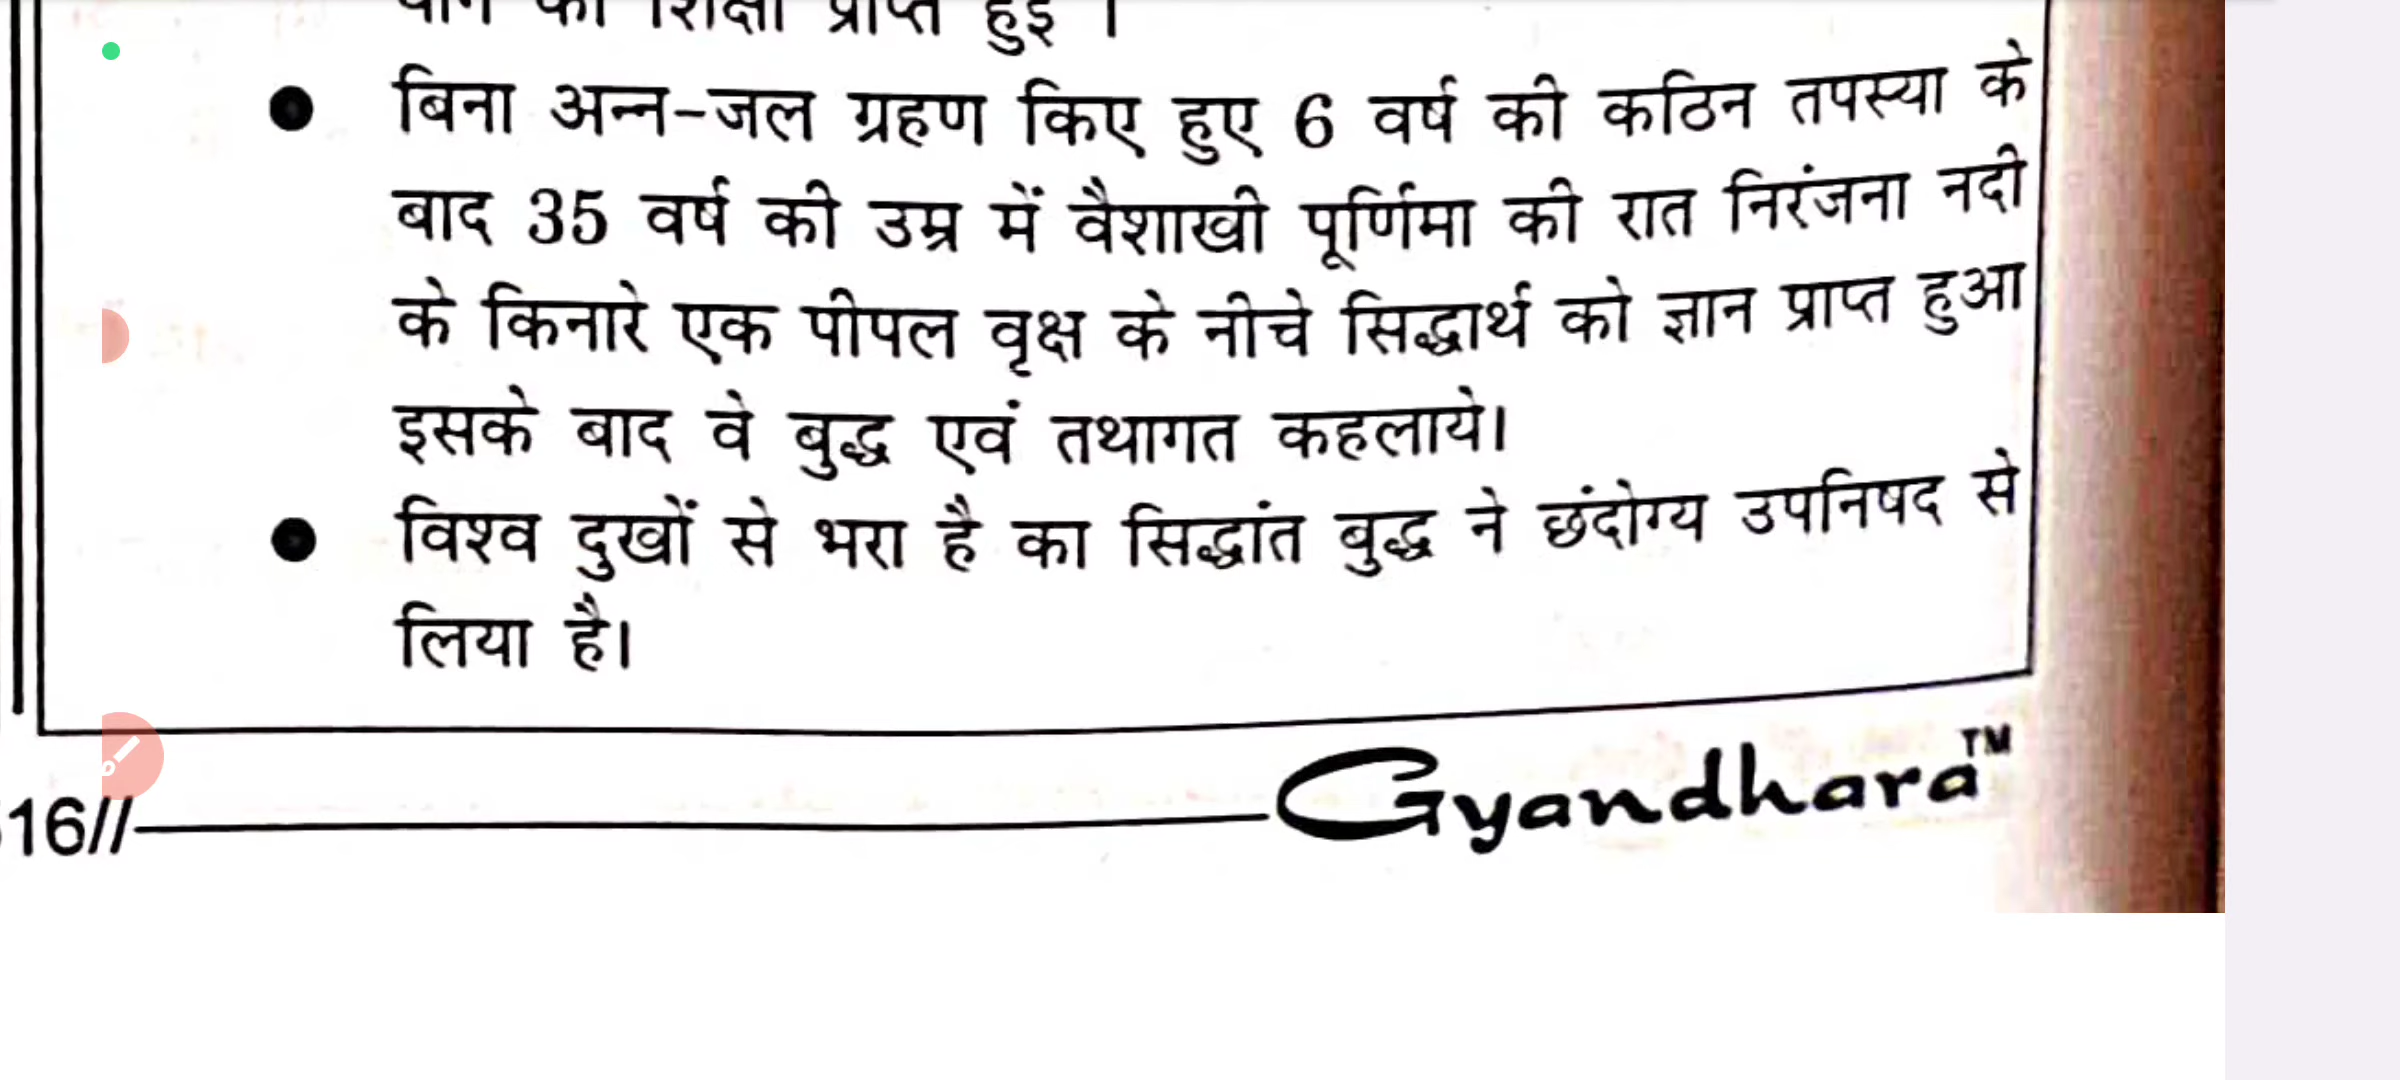 की शिक्षा प्राप्त हुई ।
● बिना अन्न-जल ग्रहण किए हुए 6 वर्ष की कठिन तपस्या के
बाद 35 वर्ष की उम्र में वैशाखी पूर्णिमा की रात निरंजना नदी
के किनारे एक पीपल वृक्ष के नीचे सिद्धार्थ को ज्ञान प्राप्त हुआ
इसके बाद वे बुद्ध एवं तथागत कहलाये।
● विश्व दुखों से भरा है का सिद्धांत बुद्ध ने छंदोग्य उपनिषद से
लिया है।
16//
Gyandhara™